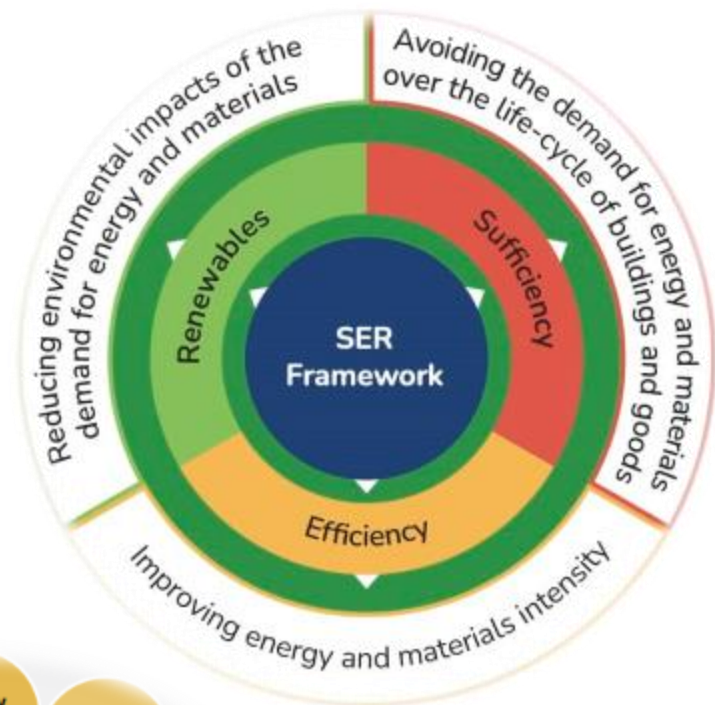 SER
Framework
Sufficiency
Avoiding the demand for energy and materials
over the life-cycle of buildings and goods
Efficiency
Improving energy and materials intensity
Renewables
Reducing environmental impacts of the
demand for energy and materials